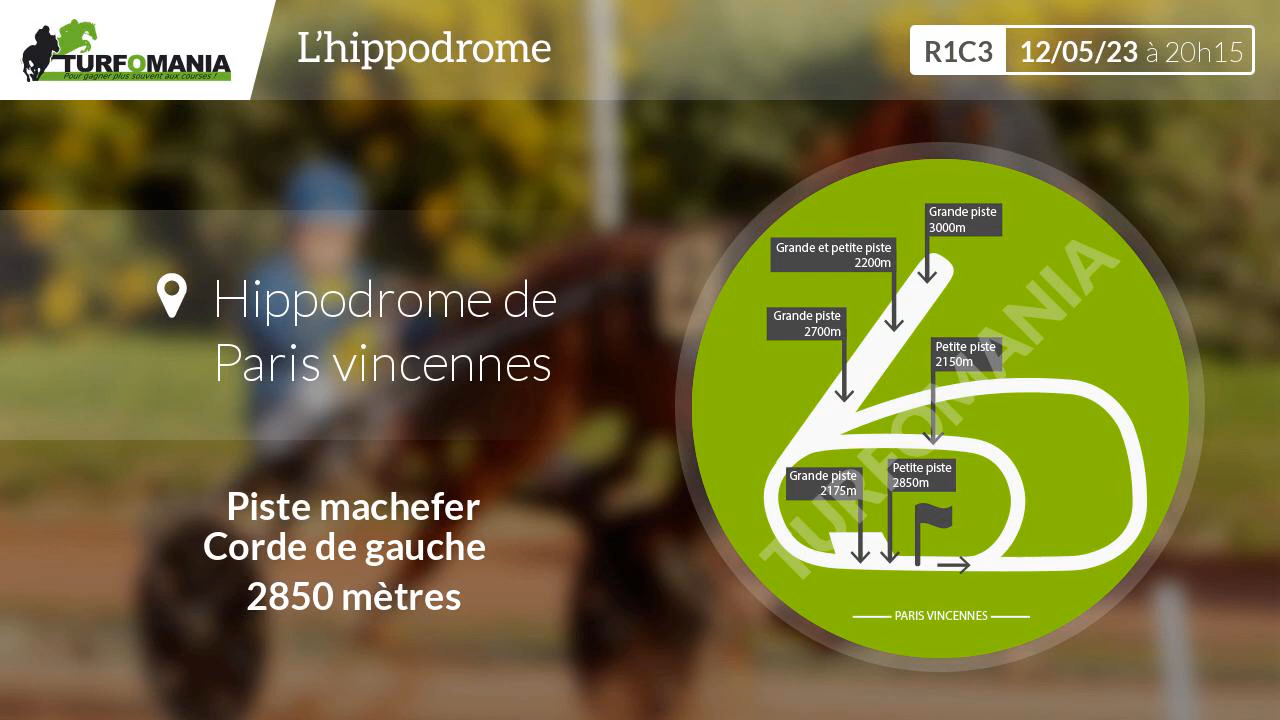 TURFOMANIA
Pour gagner plus souvent aux courses !
L'hippodrome
R1C3
12/05/23 à 20h15
Hippodrome de
Paris vincennes
Piste machefer
Corde de gauche
2850 mètres
Grande piste
3000m
Grande et petite piste
2200m
Grande piste
2700m
Petite piste
2150m
Grande piste
2175m
Petite piste
2850m
TURFOMANIA
PARIS VINCENNES